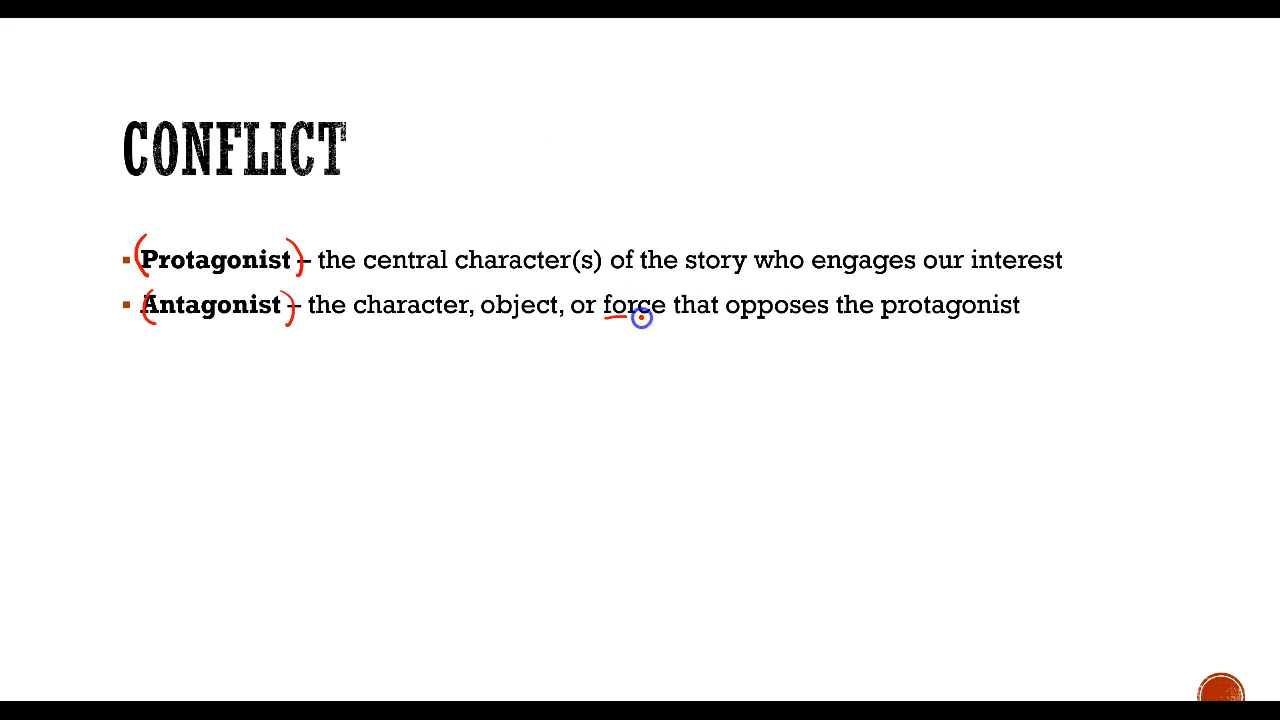 CONFLICT
Protagonist – the central character(s) of the story who engages our interest
Antagonist – the character, object, or force that opposes the protagonist